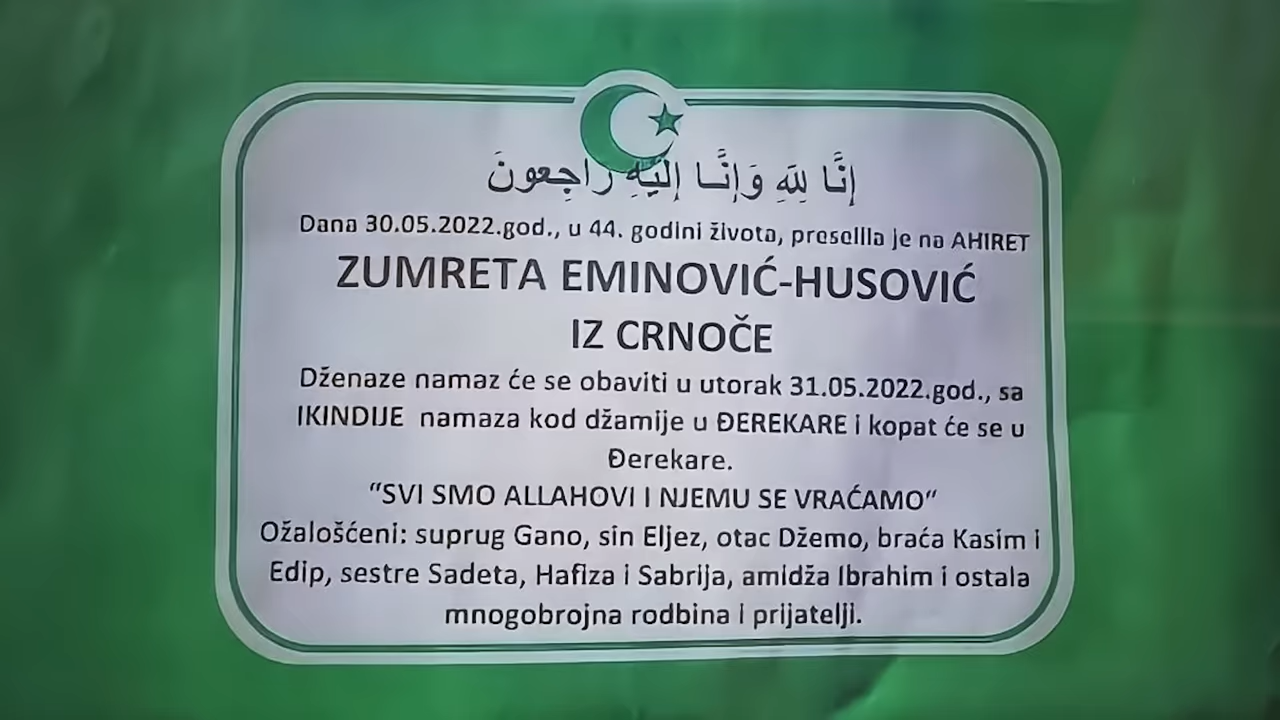 إِنَّا لِلّهِ وَإِنَّـا إِلَيْهِ رَاجِعونَ
Dana 30.05.2022.god., u 44. godini života, preselila je na AHIRET
ZUMRETA EMINOVIĆ-HUSOVIĆ
IZ CRNOČE
Dženaze namaz će se obaviti u utorak 31.05.2022.god., sa
IKINDIJE namaza kod džamije u ĐEREKARE i kopat će se u
Đerekare.
“SVI SMO ALLAHOVI I NJEMU SE VRAĆAMO”
Ožalošćeni: suprug Gano, sin Eljez, otac Džemo, braća Kasim i
Edip, sestre Sadeta, Hafiza i Sabrija, amidža Ibrahim i ostala
mnogobrojna rodbina i prijatelji.